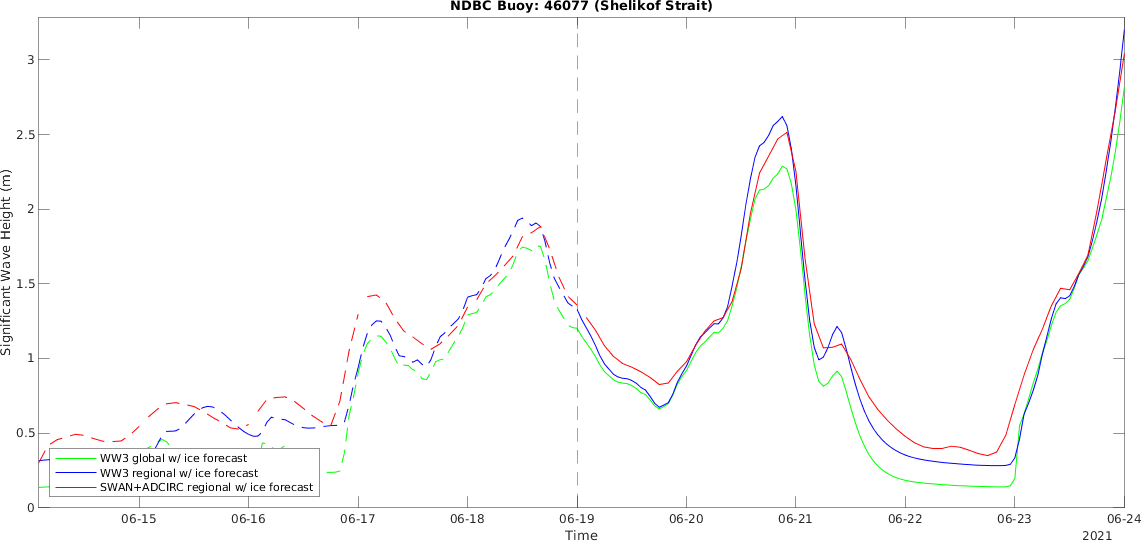 NDBC Buoy: 46077 (Shelikof Strait)
Significant Wave Height (m)
3
2.5
2
1.5
1
0.5
0
WW3 global w/ ice forecast
WW3 regional w/ ice forecast
SWAN+ADCIRC regional w/ ice forecast
06-15 06-16 06-17 06-18 06-19 06-20 06-21 06-22 06-23 06-24
Time
2021